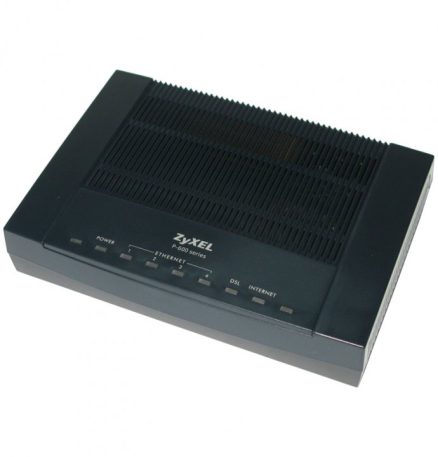 ZyXEL
P-600 series
POWER
ETHERNET
1 2 3 4
DSL
INTERNET